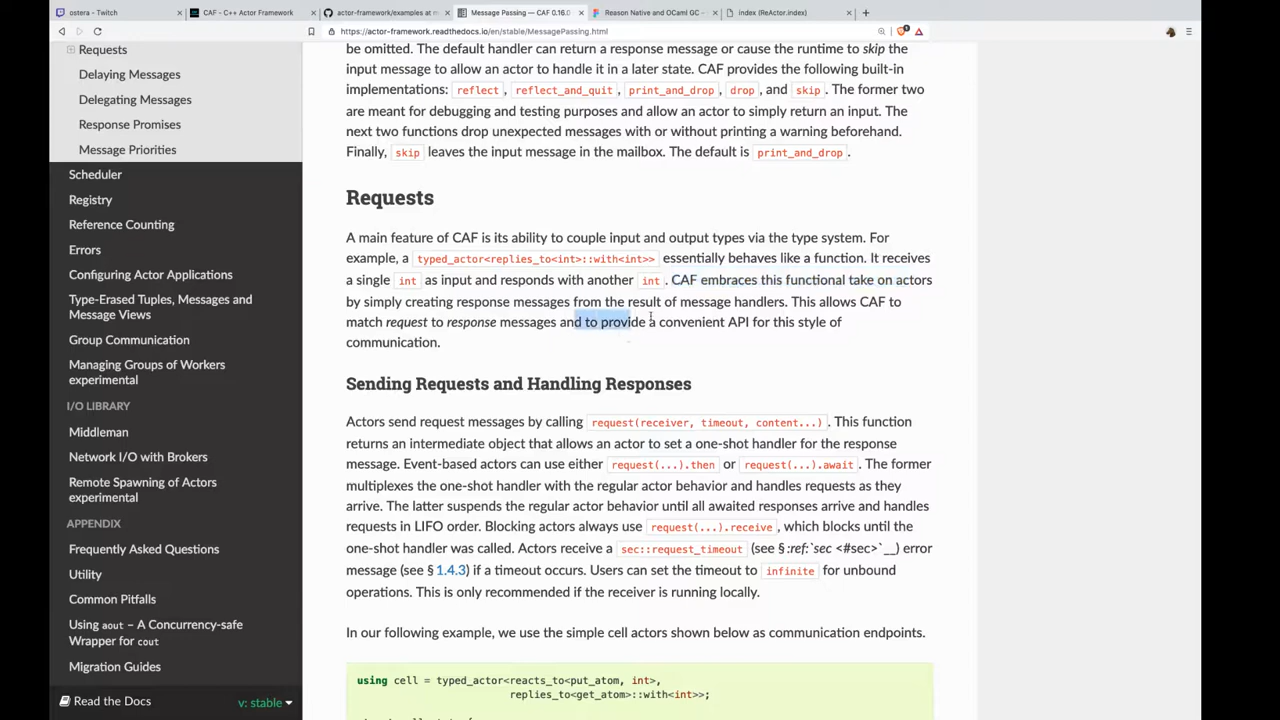 ostera - Twitch
CAF - C++ Actor Framework
actor-framework/examples at m
Message Passing — CAF 0.16.0
Reason Native and OCaml GC
index (ReActor.index)
https://actor-framework.readthedocs.io/en/stable/MessagePassing.html
Requests
Delaying Messages
Delegating Messages
Response Promises
Message Priorities
Scheduler
Registry
Reference Counting
Errors
Configuring Actor Applications
Type-Erased Tuples, Messages and
Message Views
Group Communication
Managing Groups of Workers
experimental
I/O LIBRARY
Middleman
Network I/O with Brokers
Remote Spawning of Actors
experimental
APPENDIX
Frequently Asked Questions
Utility
Common Pitfalls
Using aout – A Concurrency-safe
Wrapper for cout
Migration Guides
Read the Docs
v: stable
be omitted. The default handler can return a response message or cause the runtime to skip the
input message to allow an actor to handle it in a later state. CAF provides the following built-in
implementations: reflect, reflect_and_quit, print_and_drop, drop, and skip. The former two
are meant for debugging and testing purposes and allow an actor to simply return an input. The
next two functions drop unexpected messages with or without printing a warning beforehand.
Finally, skip leaves the input message in the mailbox. The default is print_and_drop.
Requests
A main feature of CAF is its ability to couple input and output types via the type system. For
example, a typed_actor<replies_to<int>::with<int>> essentially behaves like a function. It receives
a single int as input and responds with another int. CAF embraces this functional take on actors
by simply creating response messages from the result of message handlers. This allows CAF to
match request to response messages and to provide a convenient API for this style of
communication.
Sending Requests and Handling Responses
Actors send request messages by calling request(receiver, timeout, content...). This function
returns an intermediate object that allows an actor to set a one-shot handler for the response
message. Event-based actors can use either request(...).then or request(...).await. The former
multiplexes the one-shot handler with the regular actor behavior and handles requests as they
arrive. The latter suspends the regular actor behavior until all awaited responses arrive and handles
requests in LIFO order. Blocking actors always use request(...).receive, which blocks until the
one-shot handler was called. Actors receive a sec::request_timeout (see § :ref:`sec <#sec>`__) error
message (see § 1.4.3) if a timeout occurs. Users can set the timeout to infinite for unbound
operations. This is only recommended if the receiver is running locally.
In our following example, we use the simple cell actors shown below as communication endpoints.
using cell = typed_actor<reacts_to<put_atom, int>,
replies_to<get_atom>::with<int>>;